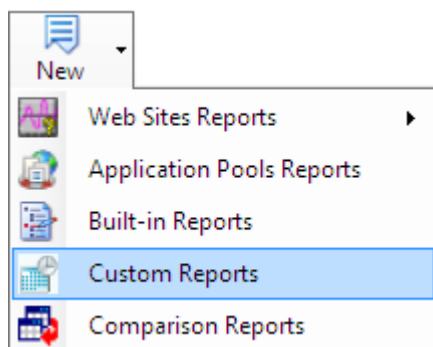 New
Web Sites Reports
Application Pools Reports
Built-in Reports
Custom Reports
Comparison Reports